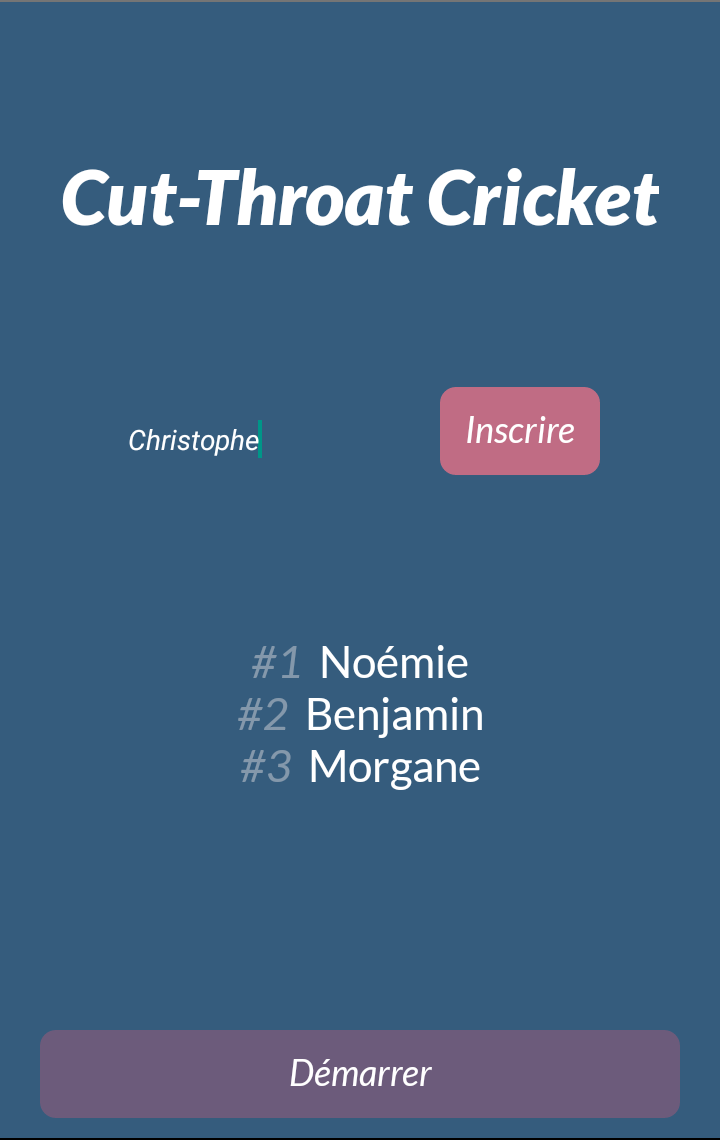 Cut-Throat Cricket
Christophe
Inscrire
#1 Noémie
#2 Benjamin
#3 Morgane
Démarrer